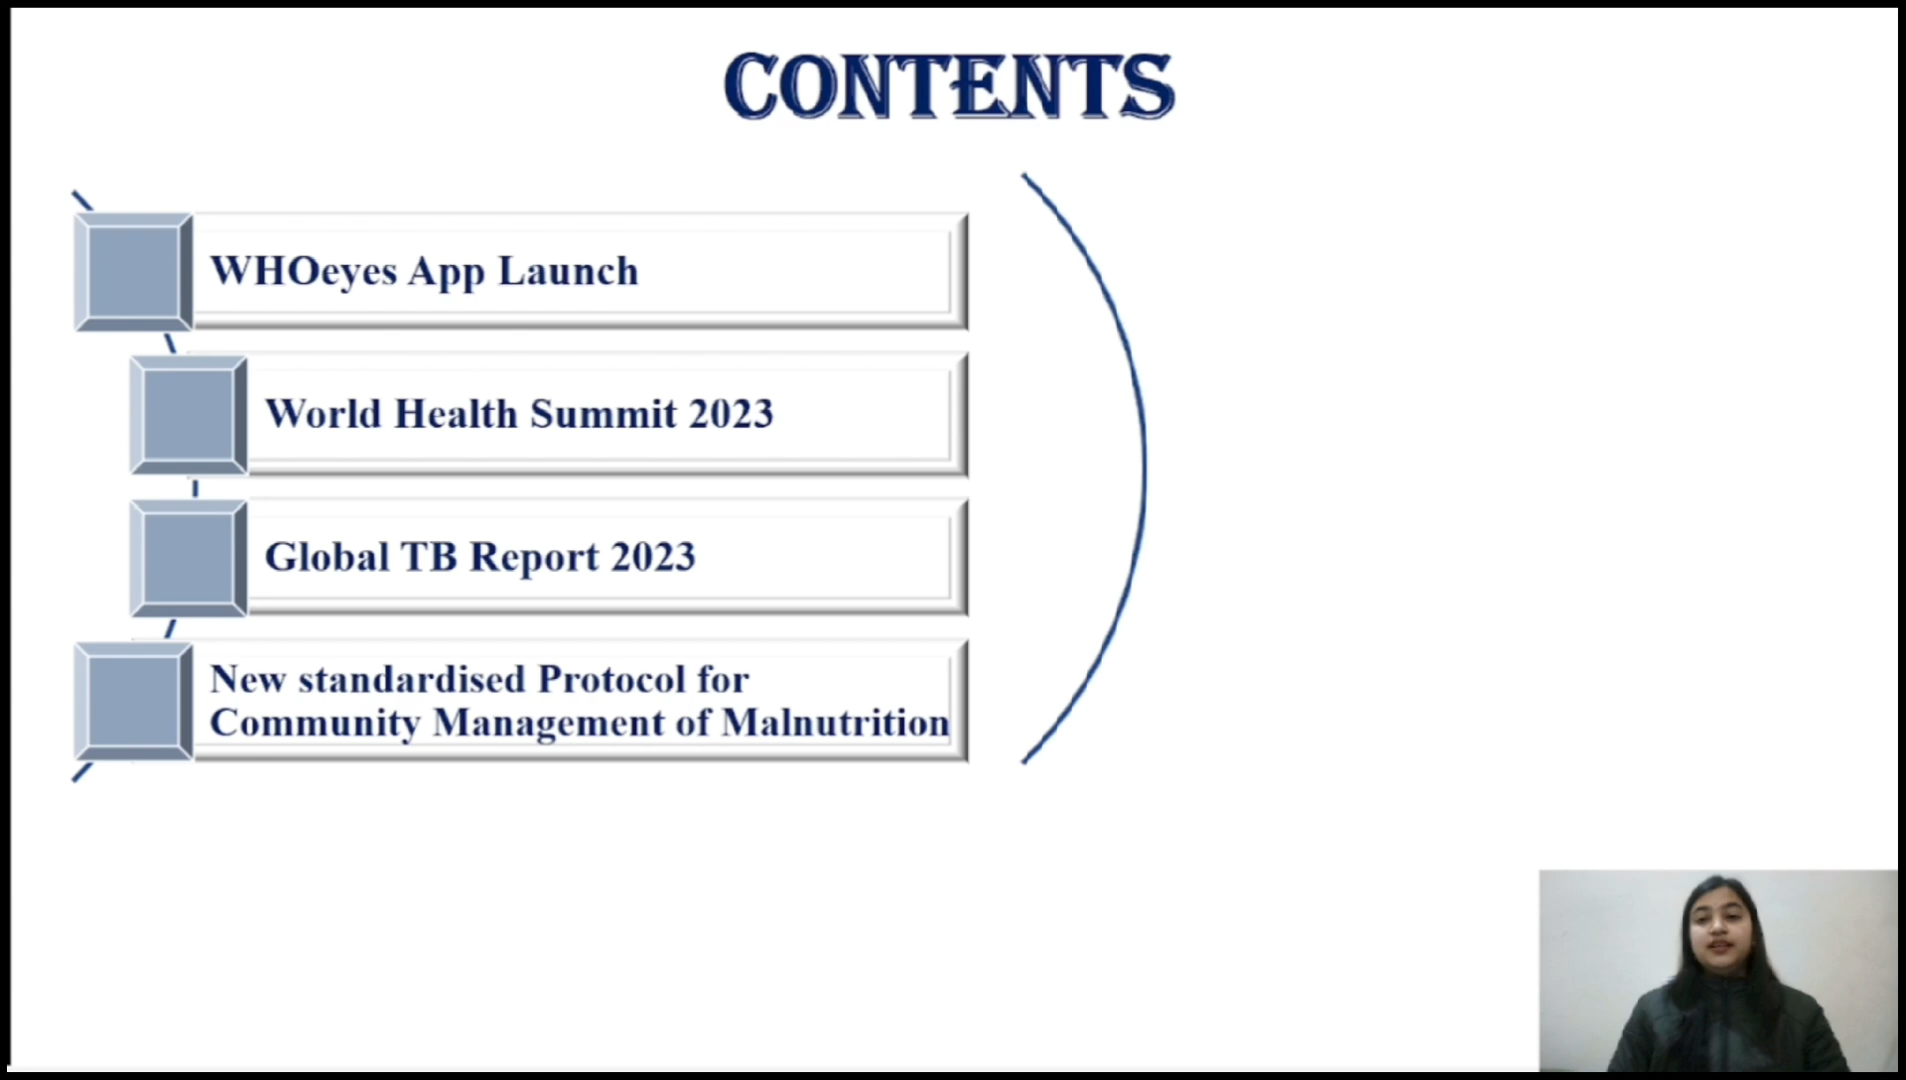 CONTENTS
WHOeyes App Launch
World Health Summit 2023
Global TB Report 2023
New standardised Protocol for
Community Management of Malnutrition